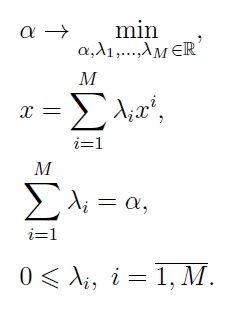 α → min_{α,λ_1,...,λ_M∈ℝ},
x = ∑_{i=1}^{M} λ_i x^i,
∑_{i=1}^{M} λ_i = α,
0 ⩽ λ_i, i = \overline{1, M}.